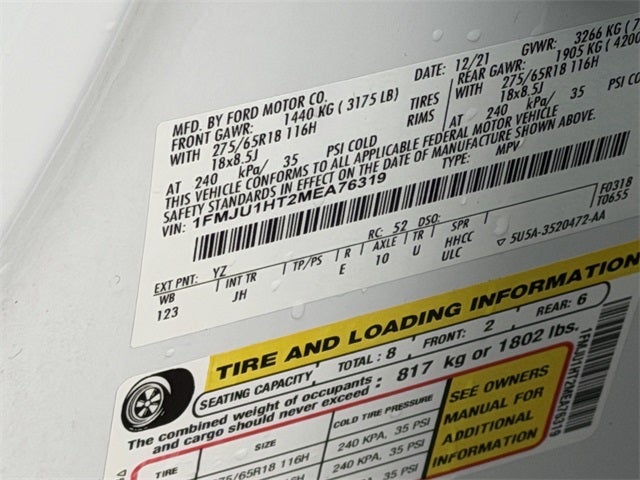 MFD. BY FORD MOTOR CO.
DATE: 12/21 GVWR: 3266 KG
FRONT GAWR: 1440 KG ( 3175 LB)
REAR GAWR: 1905 KG ( 4200
WITH 275/65R18 116H TIRES
WITH 275/65R18 116H
18x8.5J RIMS
18x8.5J
AT 240 kPa/ 35 PSI COLD
AT 240 kPa/ 35 PSI CO
THIS VEHICLE CONFORMS TO ALL APPLICABLE FEDERAL MOTOR VEHICLE
SAFETY STANDARDS IN EFFECT ON THE DATE OF MANUFACTURE SHOWN ABOVE.
VIN: 1FMJU1HT2MEA76319 TYPE: MPV
F0318
T0655
EXT PNT: YZ RC: 52 DSO:
WB INT TR TP/PS R AXLE TR SPR
123 JH E 10 U HHCC
ULC 5U5A-3520472-AA
TIRE AND LOADING INFORMATION
SEATING CAPACITY TOTAL: 8 FRONT: 2 REAR: 6
The combined weight of occupants
and cargo should never exceed : 817 kg or 1802 lbs.
TIRE SIZE COLD TIRE PRESSURE
275/65R18 116H 240 KPA, 35 PSI
240 KPA, 35 PSI
SEE OWNERS
MANUAL FOR
ADDITIONAL
INFORMATION
1FMJU1HT2MEA76319